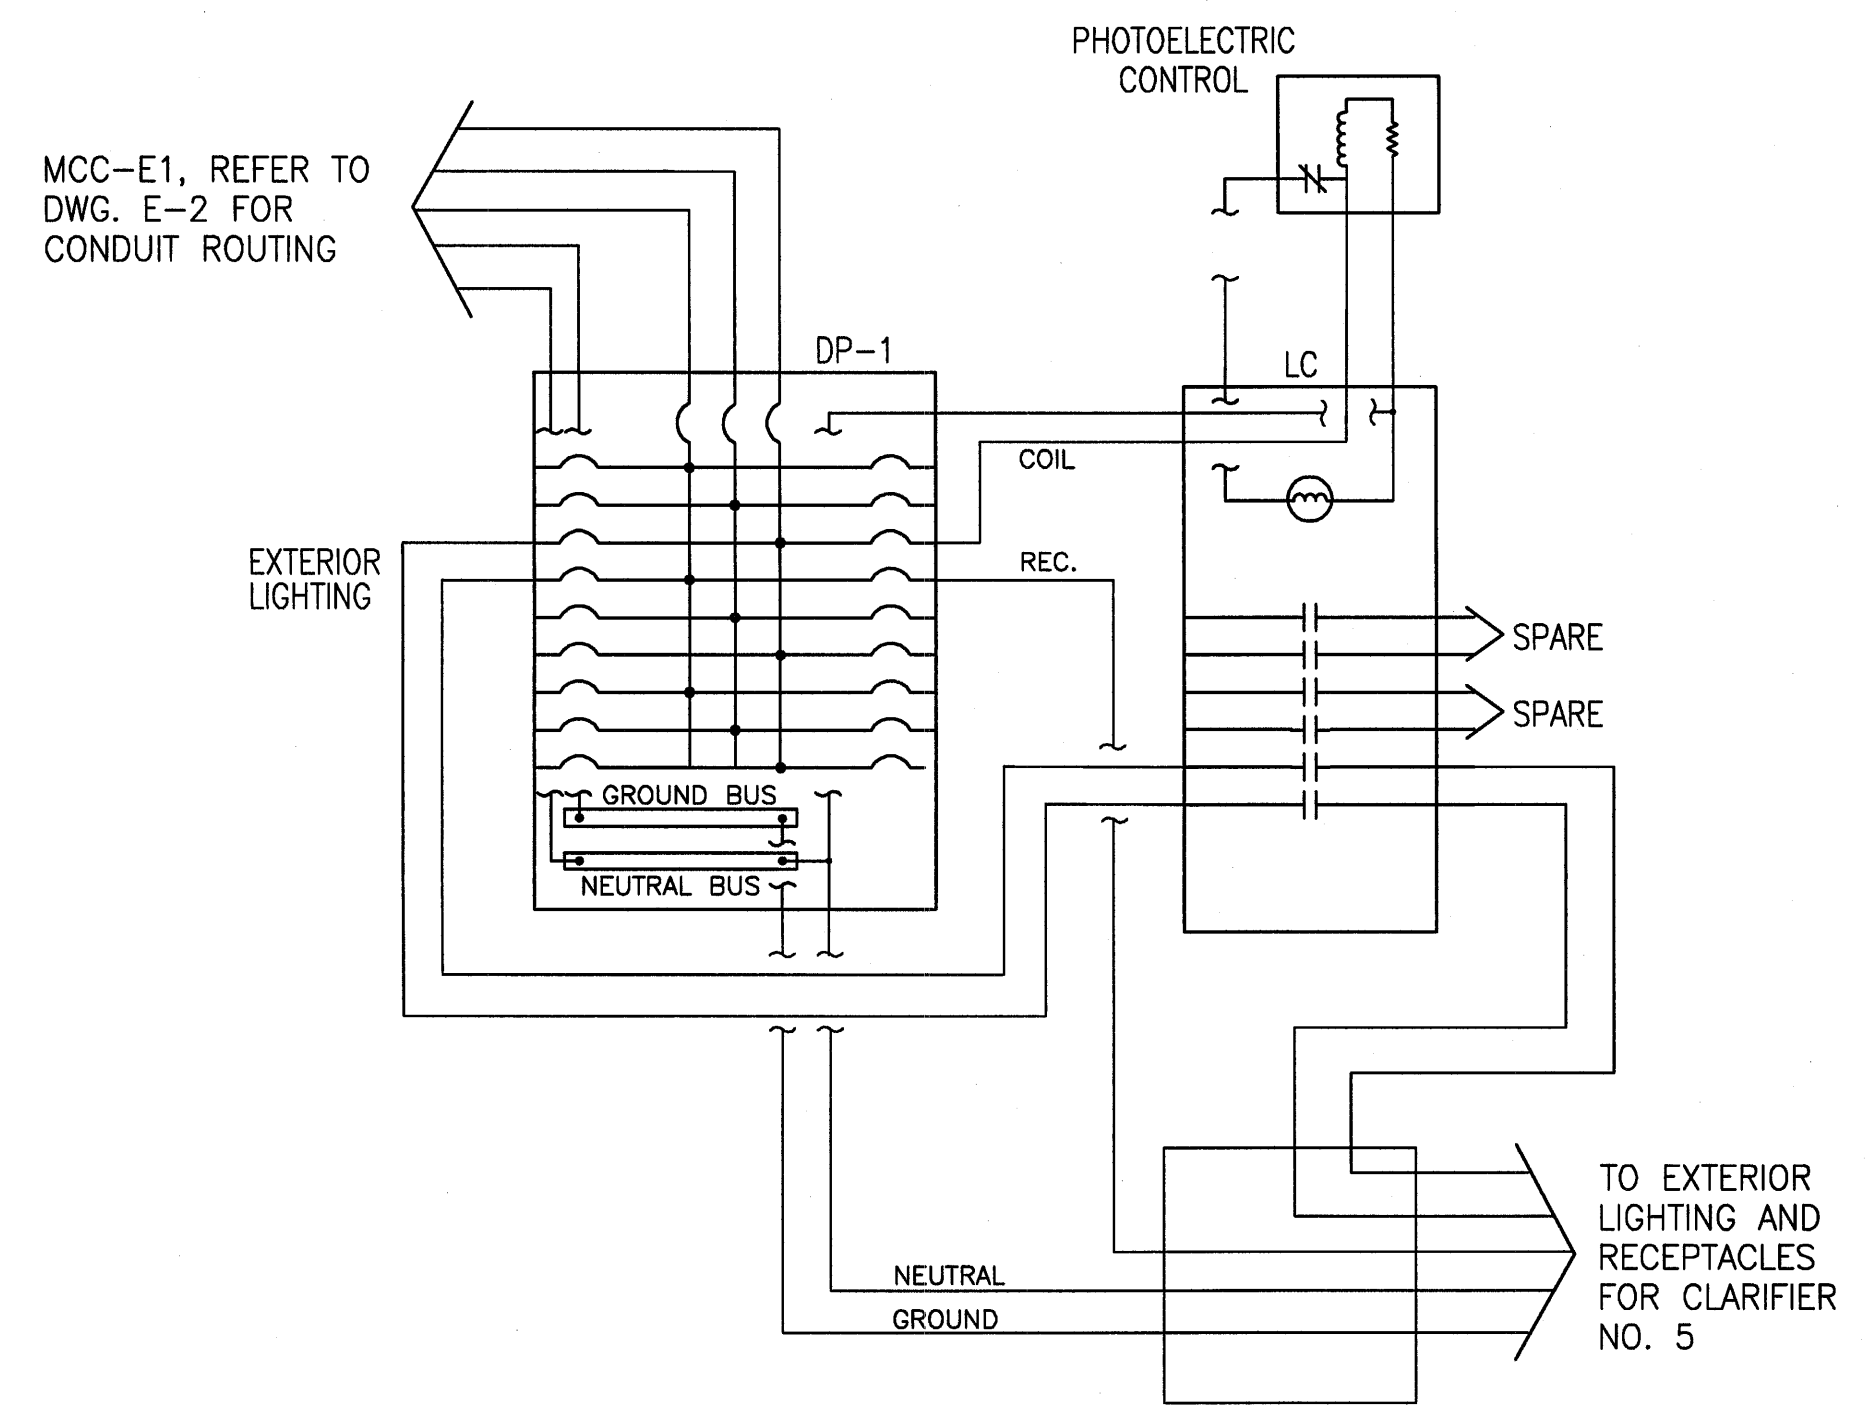 PHOTOELECTRIC
CONTROL
MCC-E1, REFER TO
DWG. E-2 FOR
CONDUIT ROUTING
DP-1
LC
COIL
EXTERIOR
LIGHTING
REC.
SPARE
SPARE
GROUND BUS
NEUTRAL BUS
TO EXTERIOR
LIGHTING AND
RECEPTACLES
FOR CLARIFIER
NO. 5
NEUTRAL
GROUND